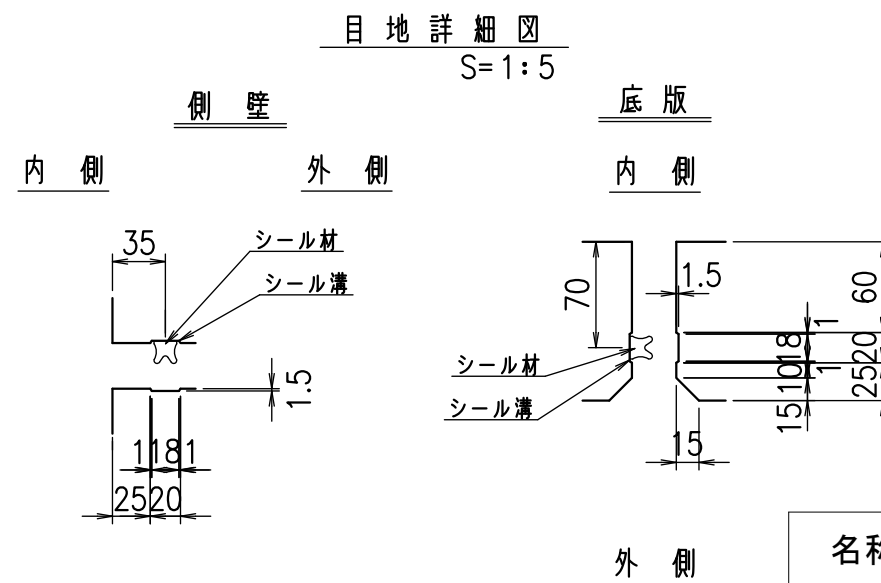 目地詳細図
S=1:5
側壁
底版
内側
外側
内側
35
シール材
シール溝
1.5
1 18 1
25 20
70
1.5
シール材
シール溝
60
1
18
20
1
10
25
15
15
外側
名称